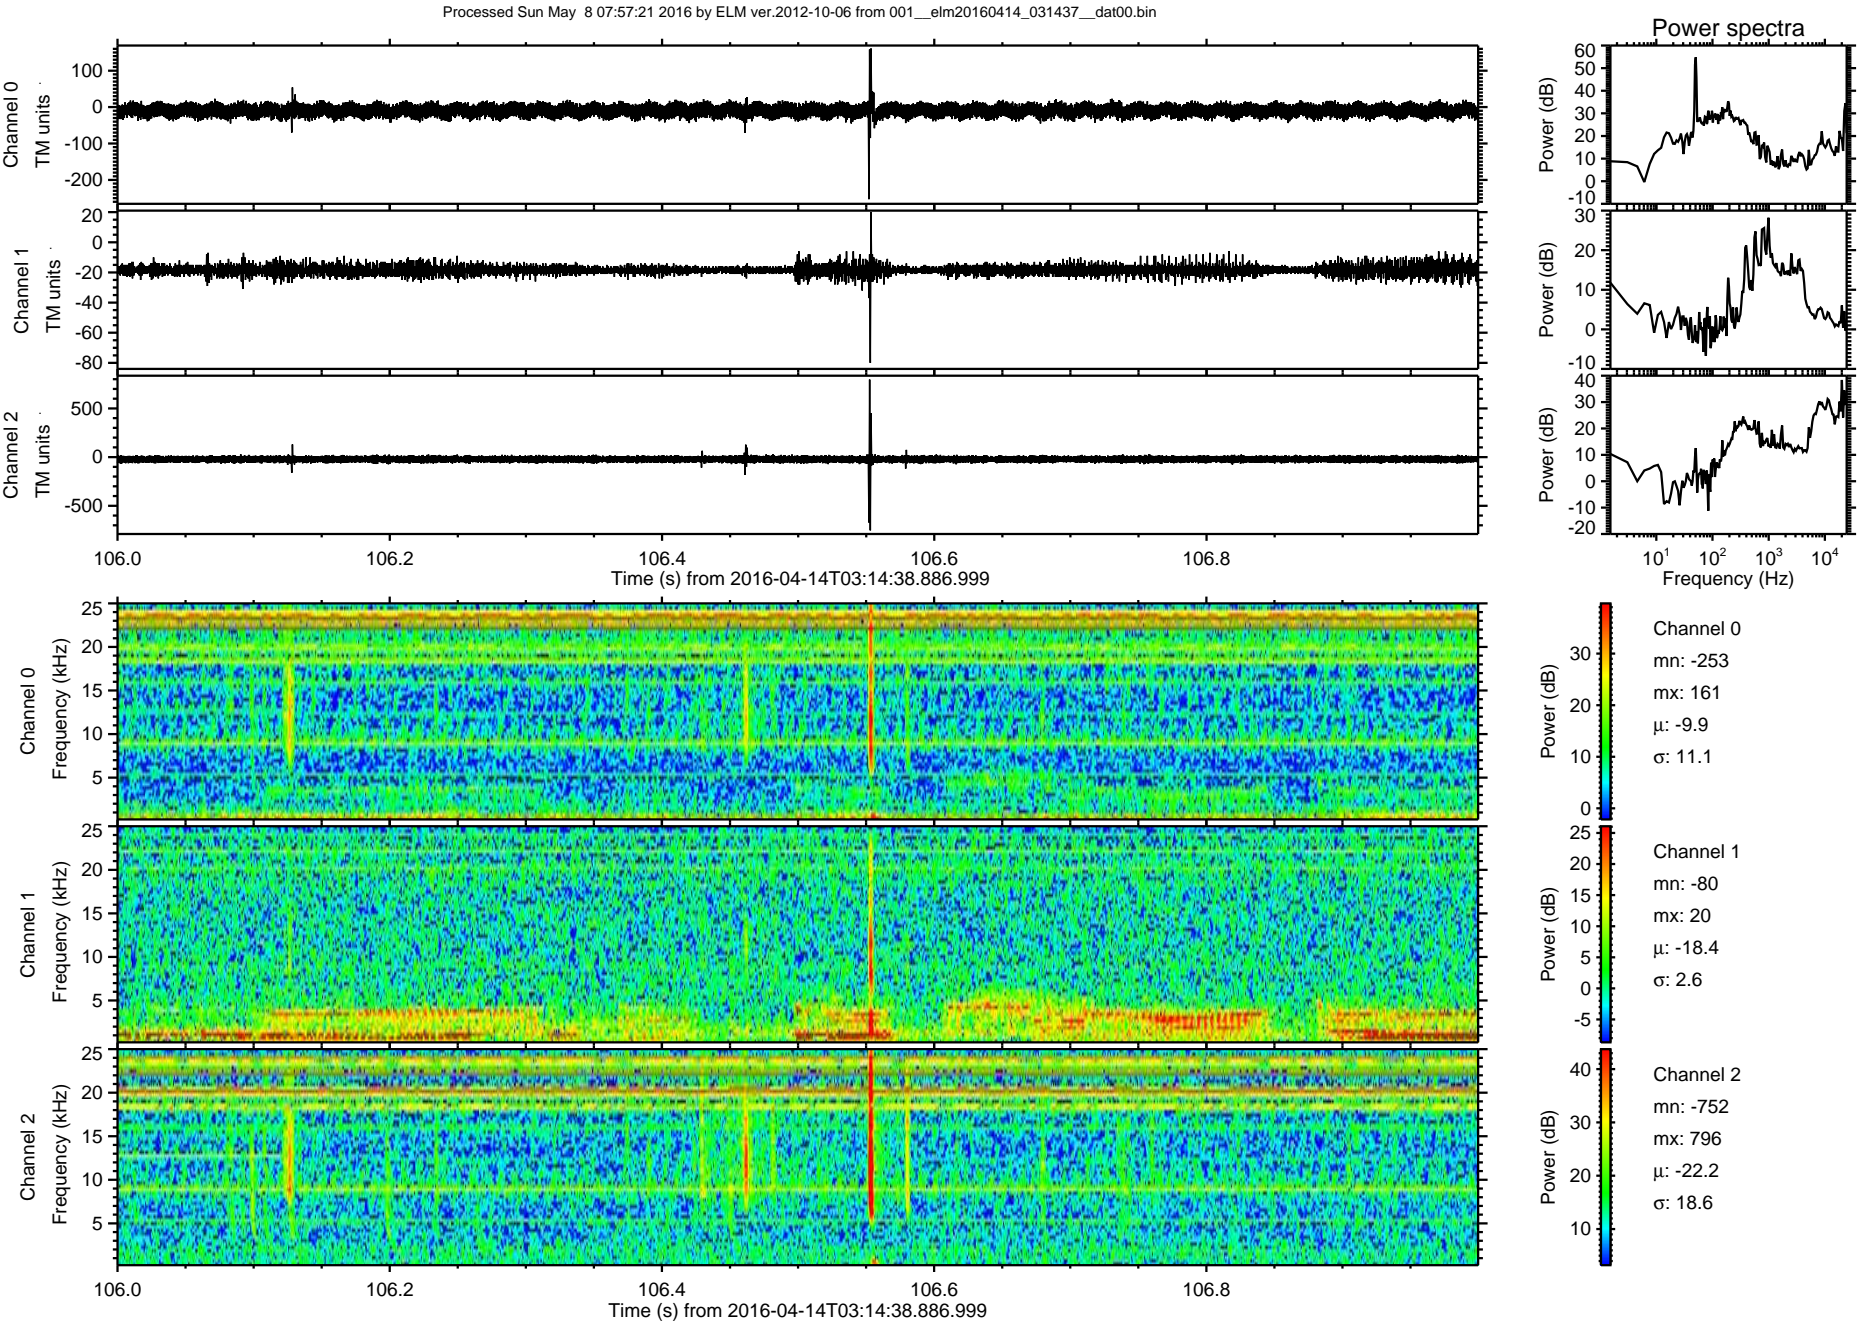 Processed Sun May  8 07:57:21 2016 by ELM ver.2012-10-06 from 001__elm20160414_031437__dat00.bin
Power spectra
Channel 0
TM units
100
0
-100
-200
Power (dB)
60
50
40
30
20
10
0
-10
Channel 1
TM units
20
0
-20
-40
-60
-80
Power (dB)
30
20
10
0
-10
Channel 2
TM units
500
0
-500
Power (dB)
40
30
20
10
0
-10
-20
106.0 106.2 106.4 106.6 106.8
Time (s) from 2016-04-14T03:14:38.886.999
10¹ 10² 10³ 10⁴
Frequency (Hz)
Channel 0
Frequency (kHz)
25
20
15
10
5
Power (dB)
30
20
10
0
Channel 0
mn: -253
mx: 161
μ: -9.9
σ: 11.1
Channel 1
Frequency (kHz)
25
20
15
10
5
Power (dB)
25
20
15
10
5
0
-5
Channel 1
mn: -80
mx: 20
μ: -18.4
σ: 2.6
Channel 2
Frequency (kHz)
25
20
15
10
5
Power (dB)
40
30
20
10
Channel 2
mn: -752
mx: 796
μ: -22.2
σ: 18.6
106.0 106.2 106.4 106.6 106.8
Time (s) from 2016-04-14T03:14:38.886.999